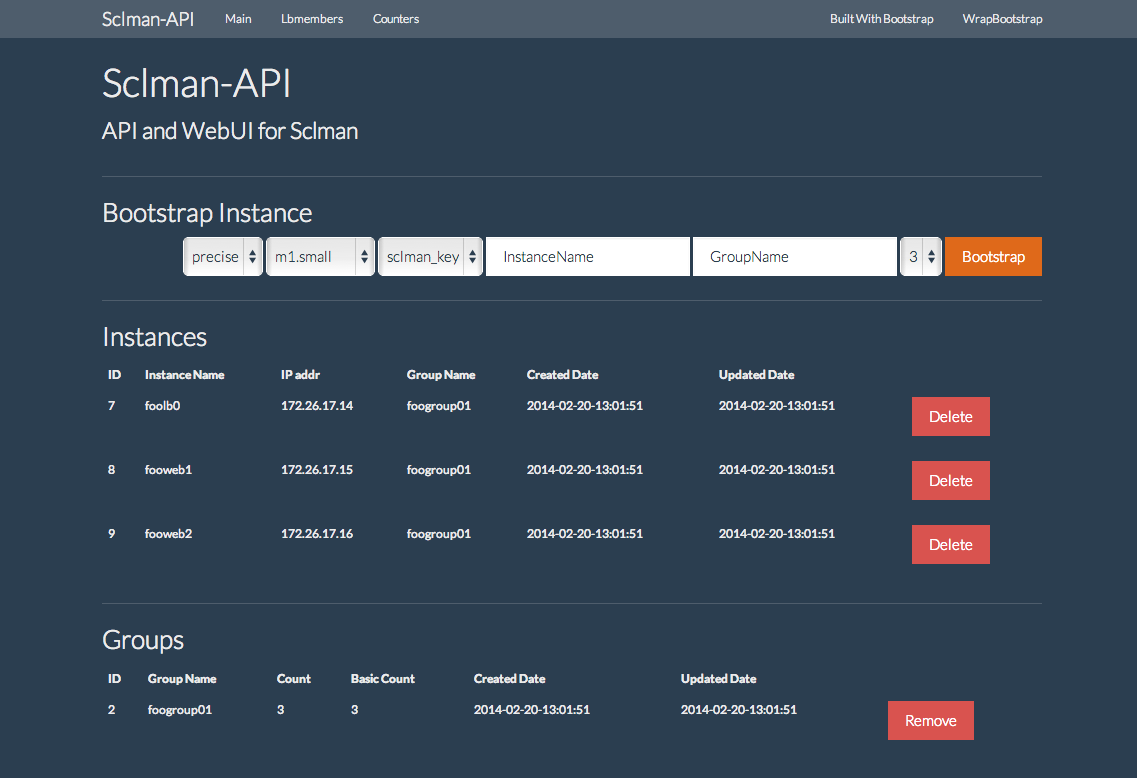 Sclman-API Main Lbmembers Counters Built With Bootstrap WrapBootstrap
Sclman-API
API and WebUI for Sclman
Bootstrap Instance
precise m1.small sclman_key InstanceName GroupName 3 Bootstrap
Instances
ID Instance Name IP addr Group Name Created Date Updated Date
7 foolb0 172.26.17.14 foogroup01 2014-02-20-13:01:51 2014-02-20-13:01:51 Delete
8 fooweb1 172.26.17.15 foogroup01 2014-02-20-13:01:51 2014-02-20-13:01:51 Delete
9 fooweb2 172.26.17.16 foogroup01 2014-02-20-13:01:51 2014-02-20-13:01:51 Delete
Groups
ID Group Name Count Basic Count Created Date Updated Date
2 foogroup01 3 3 2014-02-20-13:01:51 2014-02-20-13:01:51 Remove